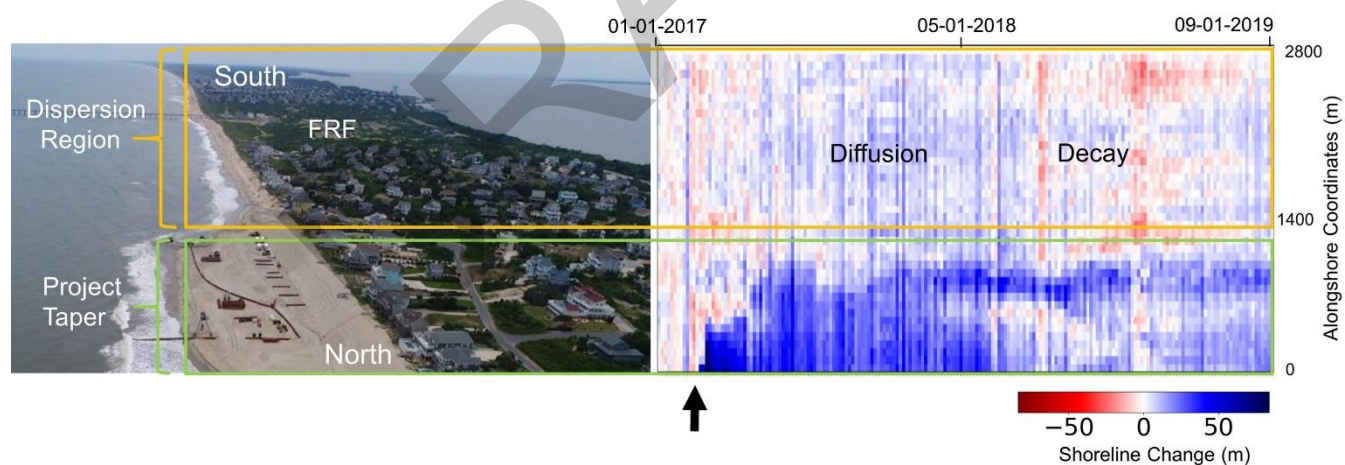 01-01-2017 05-01-2018 09-01-2019
2800
South
Dispersion
Region
FRF
Diffusion
Decay
Alongshore Coordinates (m)
1400
Project
Taper
North
0
−50 0 50
Shoreline Change (m)